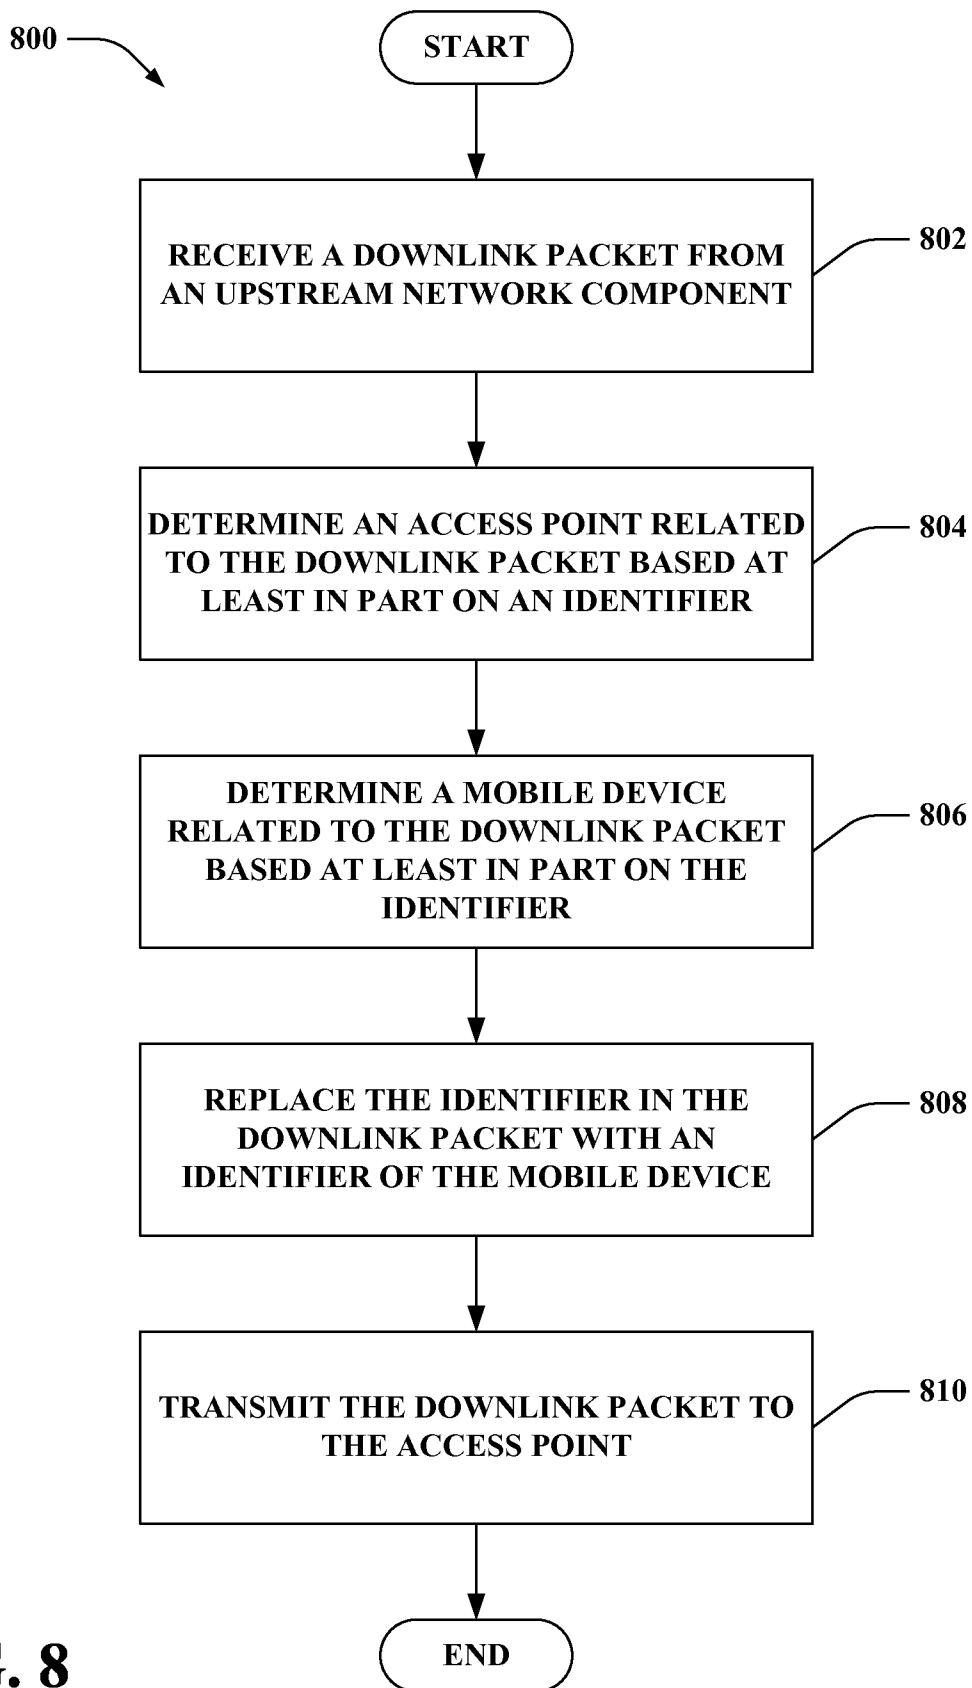 800
START
RECEIVE A DOWNLINK PACKET FROM
AN UPSTREAM NETWORK COMPONENT
802
DETERMINE AN ACCESS POINT RELATED
TO THE DOWNLINK PACKET BASED AT
LEAST IN PART ON AN IDENTIFIER
804
DETERMINE A MOBILE DEVICE
RELATED TO THE DOWNLINK PACKET
BASED AT LEAST IN PART ON THE
IDENTIFIER
806
REPLACE THE IDENTIFIER IN THE
DOWNLINK PACKET WITH AN
IDENTIFIER OF THE MOBILE DEVICE
808
TRANSMIT THE DOWNLINK PACKET TO
THE ACCESS POINT
810
END
8